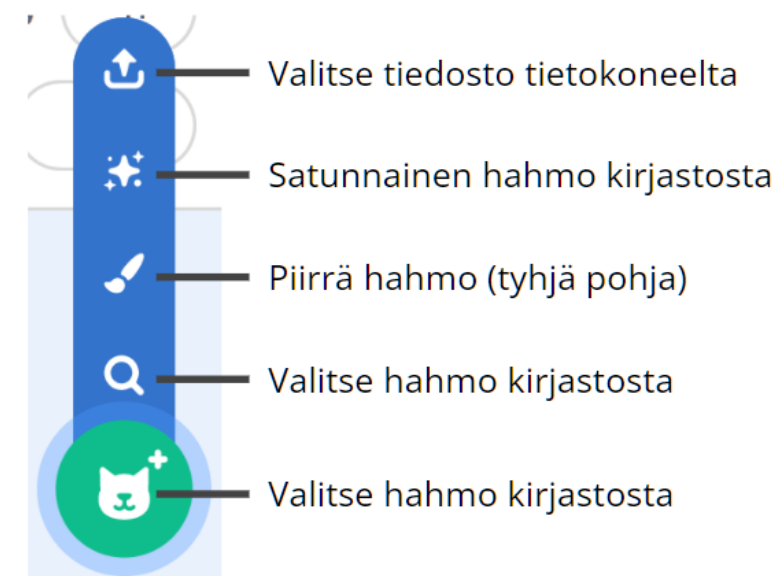 Valitse tiedosto tietokoneelta
Satunnainen hahmo kirjastosta
Piirrä hahmo (tyhjä pohja)
Valitse hahmo kirjastosta
Valitse hahmo kirjastosta